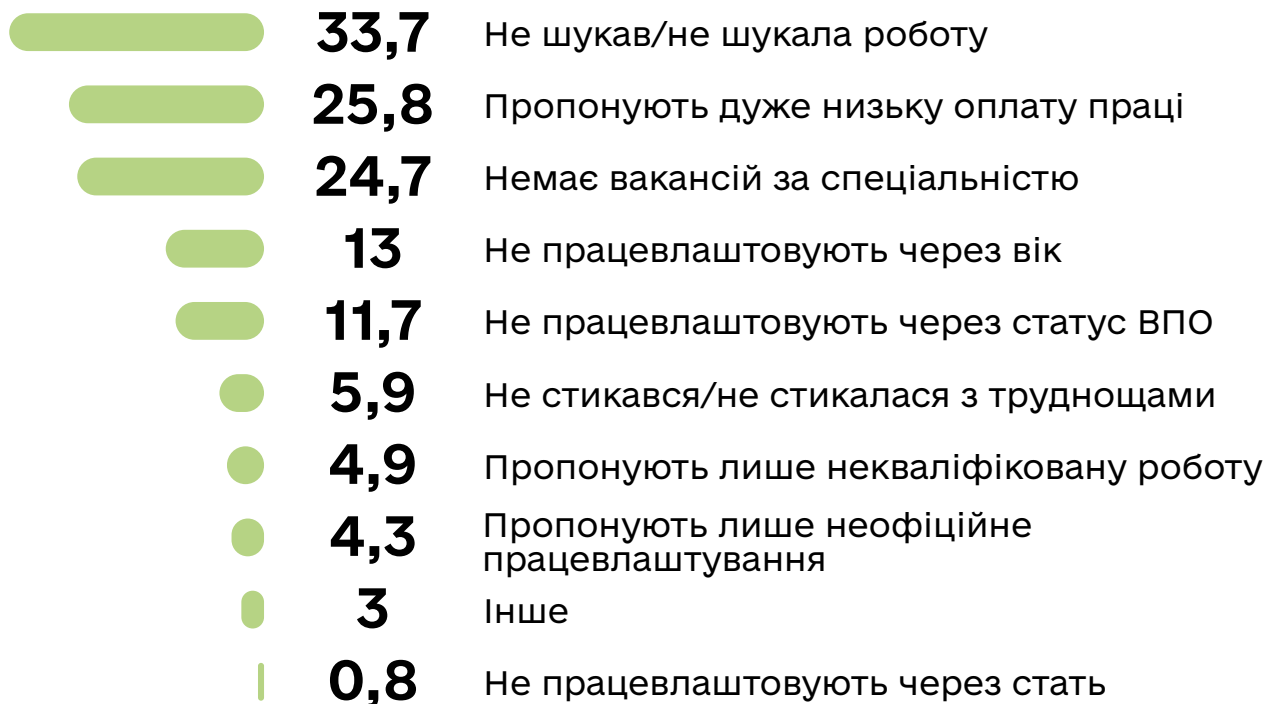 33,7 Не шукав/не шукала роботу
25,8 Пропонують дуже низьку оплату праці
24,7 Немає вакансій за спеціальністю
13 Не працевлаштовують через вік
11,7 Не працевлаштовують через статус ВПО
5,9 Не стикався/не стикалася з труднощами
4,9 Пропонують лише некваліфіковану роботу
4,3 Пропонують лише неофіційне
працевлаштування
3 Інше
0,8 Не працевлаштовують через стать